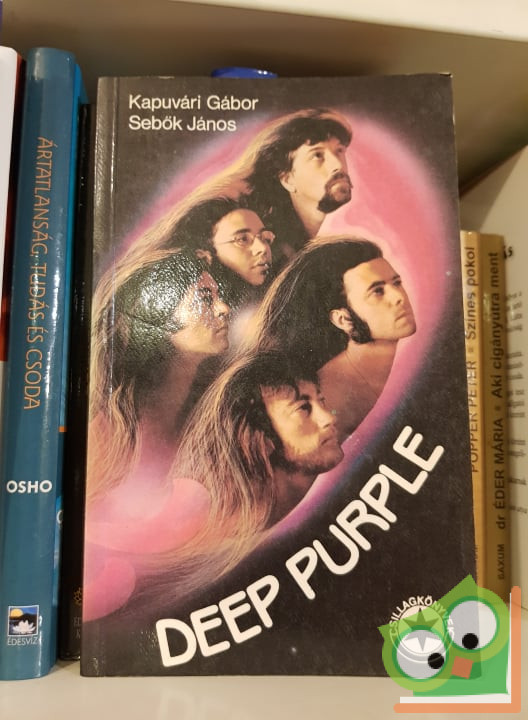 Kapuvári Gábor
Sebők János
DEEP PURPLE
CSILLAGKÖNYVEK
ÁRTATLANSÁG, TUDÁS ÉS CSODA
OSHO
ÉDESVÍZ
POPPER PÉTER • Színes pokol
SAXUM dr ÉDER MÁRIA • Aki cigányútra ment